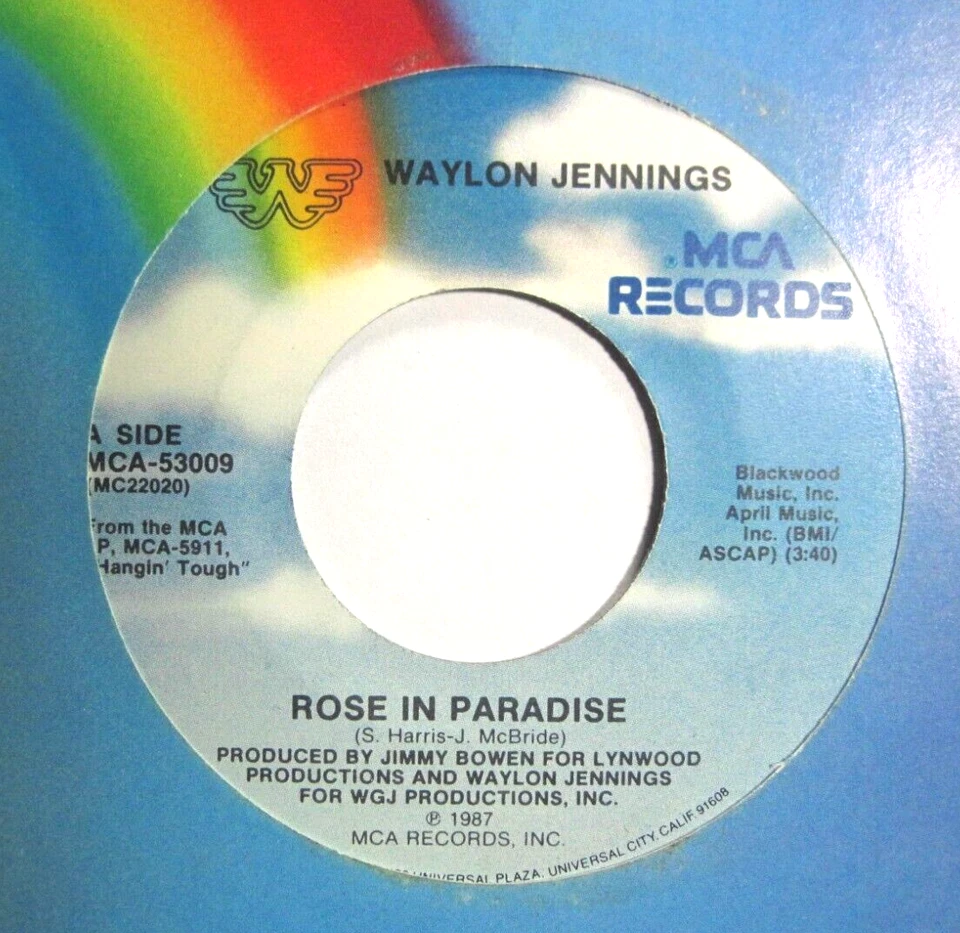 WAYLON JENNINGS
MCA
RECORDS
A SIDE
MCA-53009
(MC22020)
From the MCA
P, MCA-5911,
Hangin' Tough"
Blackwood
Music, Inc.
April Music,
Inc. (BMI/
ASCAP) (3:40)
ROSE IN PARADISE
(S. Harris-J. McBride)
PRODUCED BY JIMMY BOWEN FOR LYNWOOD
PRODUCTIONS AND WAYLON JENNINGS
FOR WGJ PRODUCTIONS, INC.
℗ 1987
MCA RECORDS, INC.
UNIVERSAL PLAZA, UNIVERSAL CITY, CALIF. 91608